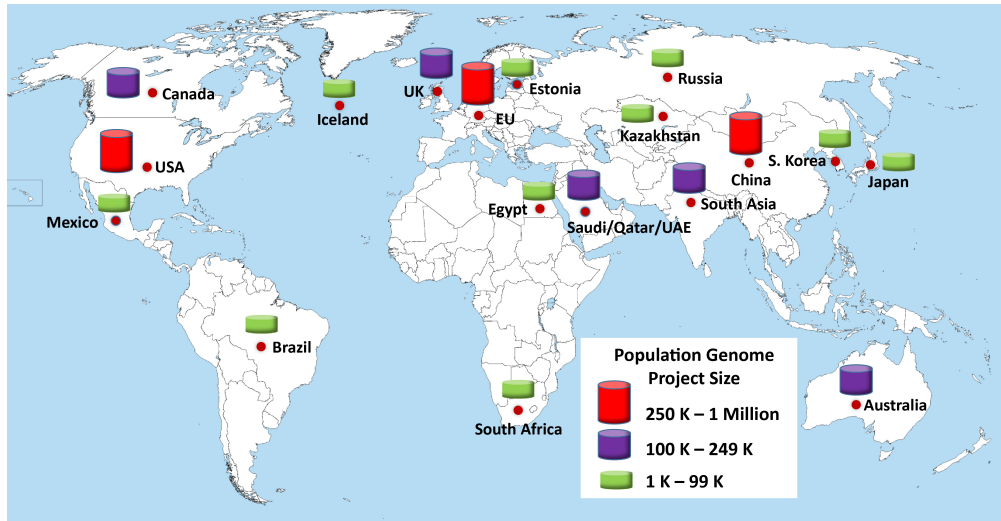 Canada
UK
Estonia
Russia
Iceland
EU
Kazakhstan
USA
S. Korea
China
Japan
Mexico
Egypt
South Asia
Saudi/Qatar/UAE
Brazil
South Africa
Australia
Population Genome
Project Size
250 K – 1 Million
100 K – 249 K
1 K – 99 K